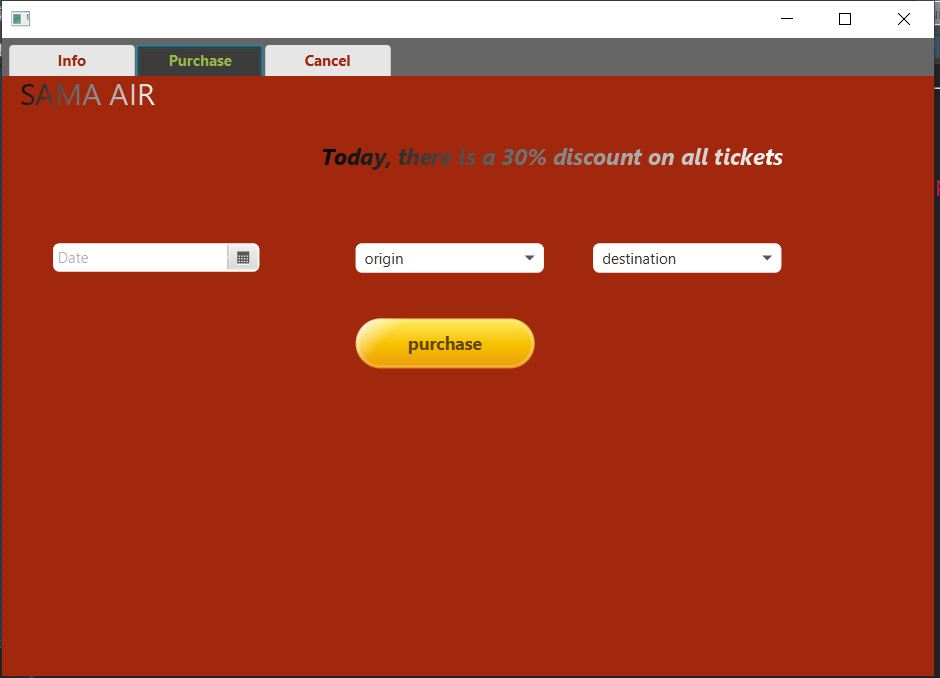 Info
Purchase
Cancel
SAMA AIR
Today, there is a 30% discount on all tickets
Date
origin
destination
purchase